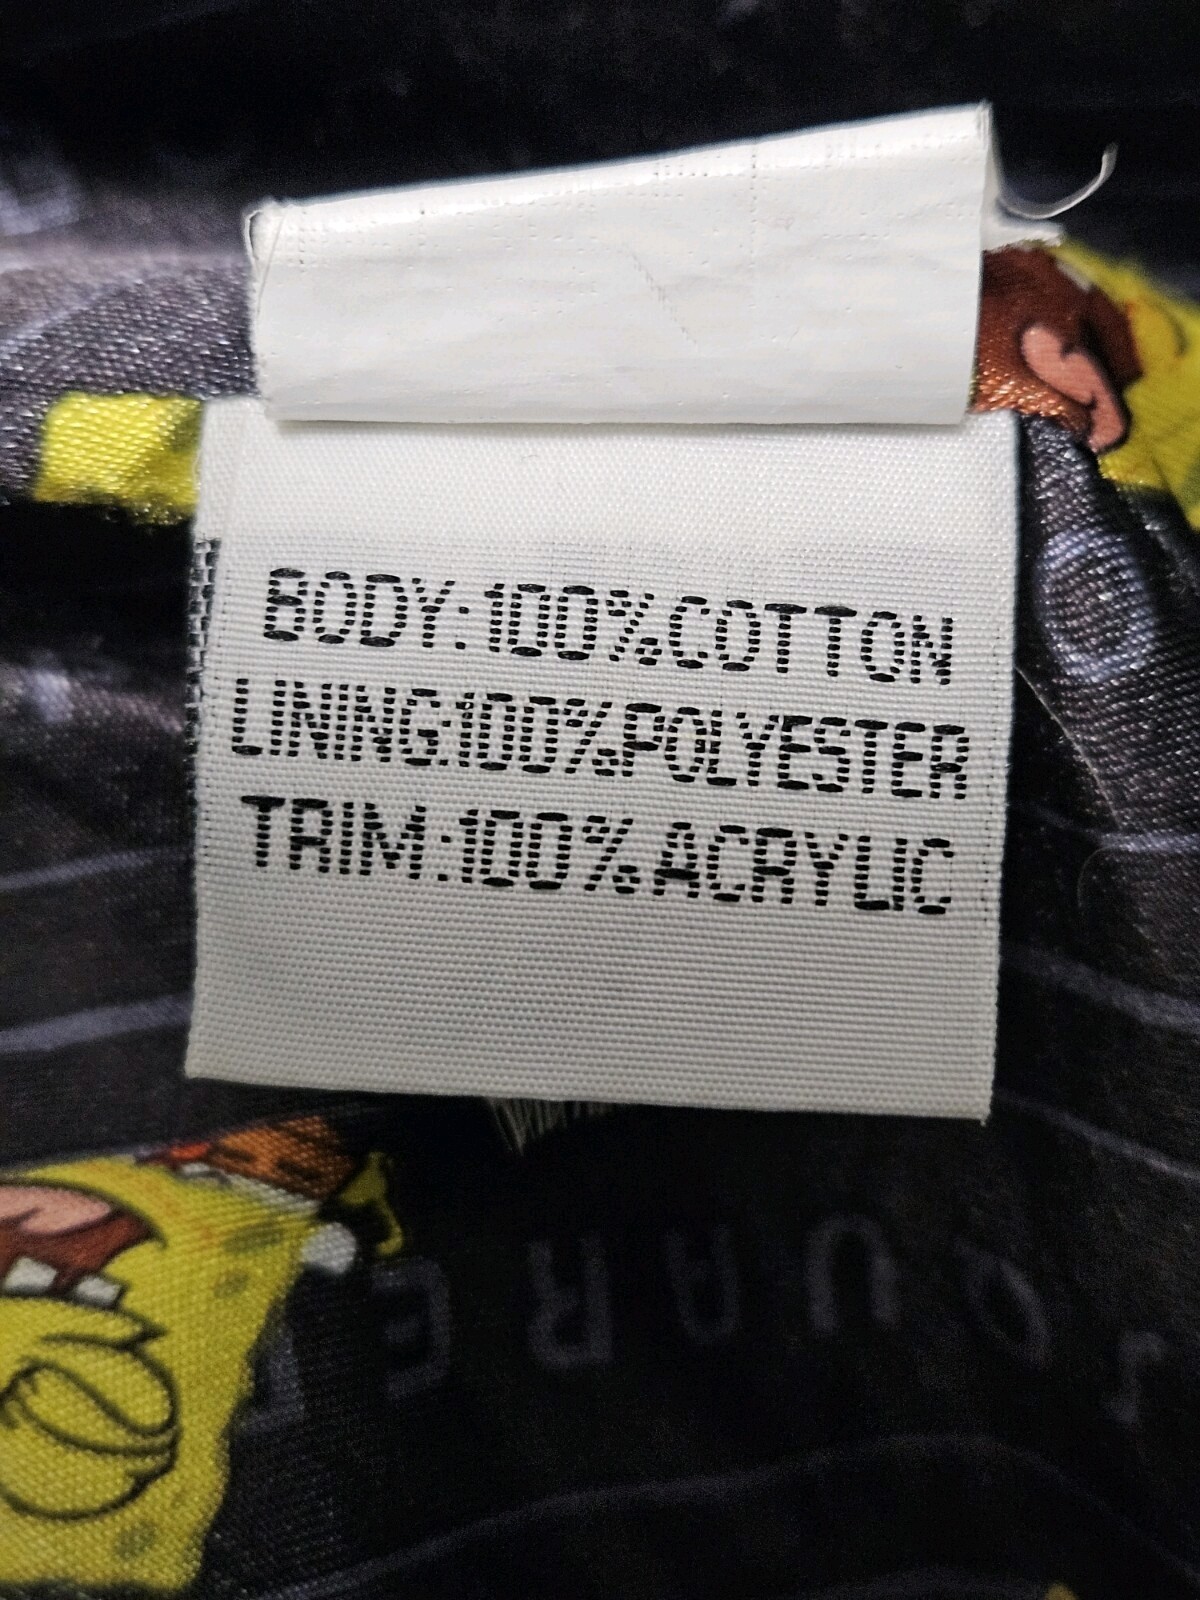 BODY:100%COTTON
LINING:100%POLYESTER
TRIM:100%ACRYLIC